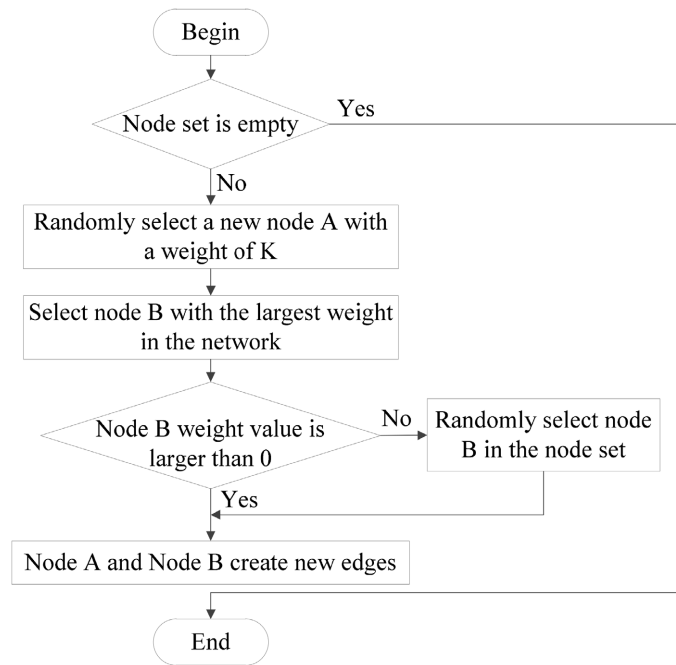 Begin
Node set is empty
Yes
No
Randomly select a new node A with
a weight of K
Select node B with the largest weight
in the network
Node B weight value is
larger than 0
No
Randomly select node
B in the node set
Yes
Node A and Node B create new edges
End